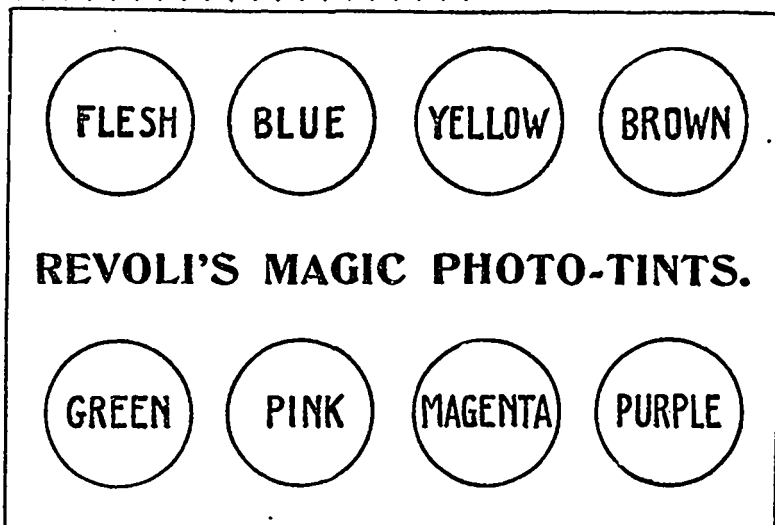 FLESH BLUE YELLOW BROWN
REVOLI'S MAGIC PHOTO-TINTS.
GREEN PINK MAGENTA PURPLE